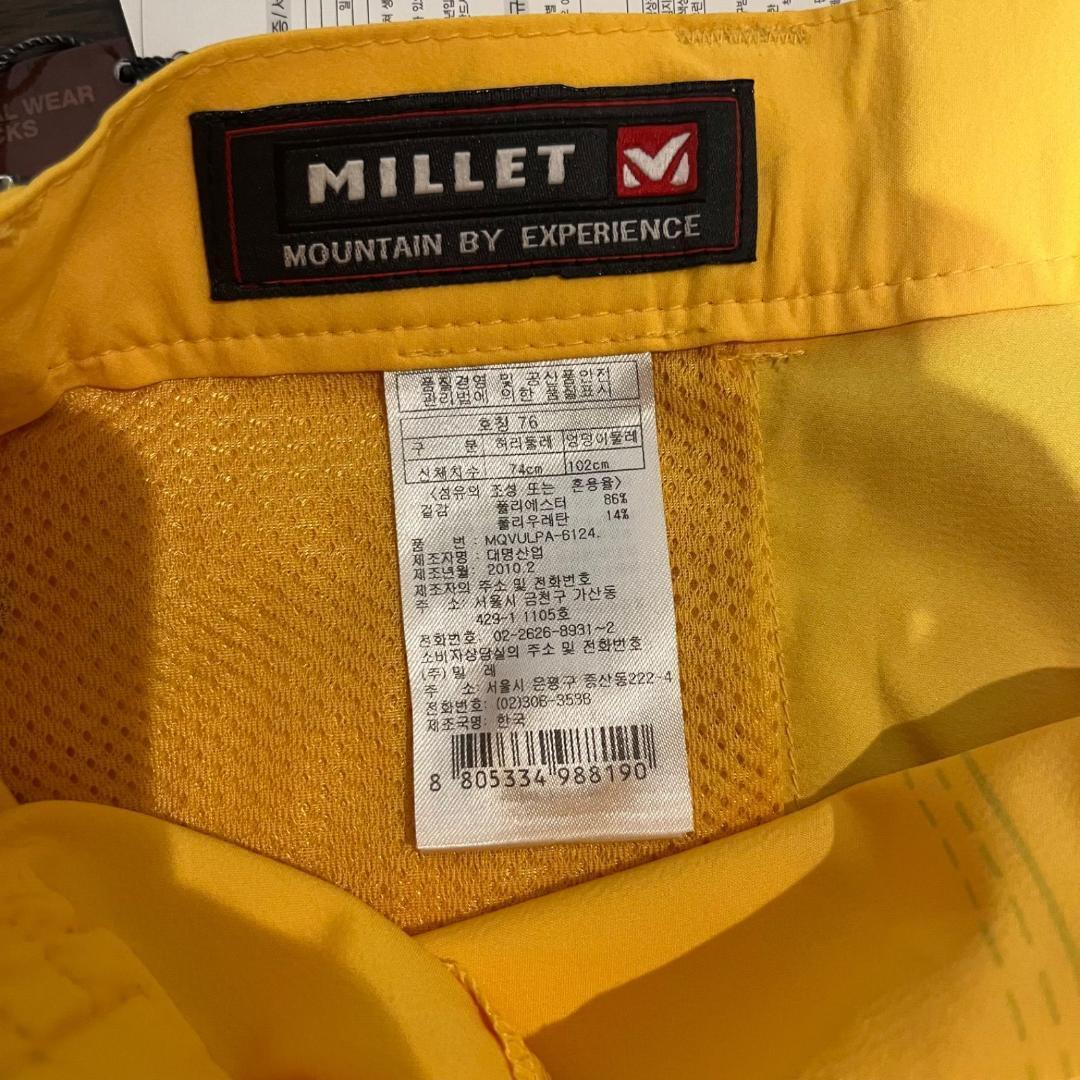 AL WEAR
CKS
MILLET
MOUNTAIN BY EXPERIENCE
품질경영 및 공산품안전
관리법에 의한 품질표시
호칭 76
구 분 허리둘레 엉덩이둘레
신체치수 74cm 102cm
<섬유의 조성 또는 혼용율>
겉감 폴리에스터 86%
폴리우레탄 14%
품 번 : MQVULPA-6124.
제조자명 : 대명산업
제조년월: 2010.2
제조자의 주소 및 전화번호
주 소: 서울시 금천구 가산동
429-1 1105호
전화번호: 02-2626-8931~2
소비자상담실의 주소 및 전화번호
(주) 밀 레
주 소: 서울시 은평구 증산동222-4
전화번호: (02)306-3538
제조국명: 한국
8 805334 988190